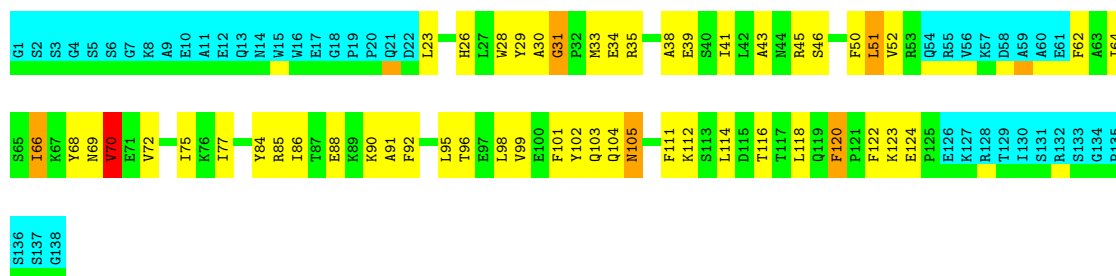 G1 S2 S3 G4 S5 S6 G7 K8 A9 E10 A11 E12 Q13 N14 W15 W16 E17 G18 P19 P20 Q21 D22 L23 H26 L27 W28 Y29 A30 G31 P32 M33 E34 R35 A38 E39 S40 I41 L42 A43 N44 R45 S46 F50 L51 V52 R53 Q54 R55 V56 K57 D58 A59 A60 E61 F62 A63 I64
S65 I66 K67 Y68 N69 V70 E71 V72 I75 K76 I77 Y84 R85 I86 T87 E88 K89 K90 A91 F92 L95 T96 E97 L98 V99 E100 F101 Y102 Q103 Q104 N105 F111 K112 S113 L114 D115 T116 T117 L118 Q119 F120 P121 F122 K123 E124 P125 E126 K127 R128 T129 I130 S131 R132 S133 G134
S136 S137 G138